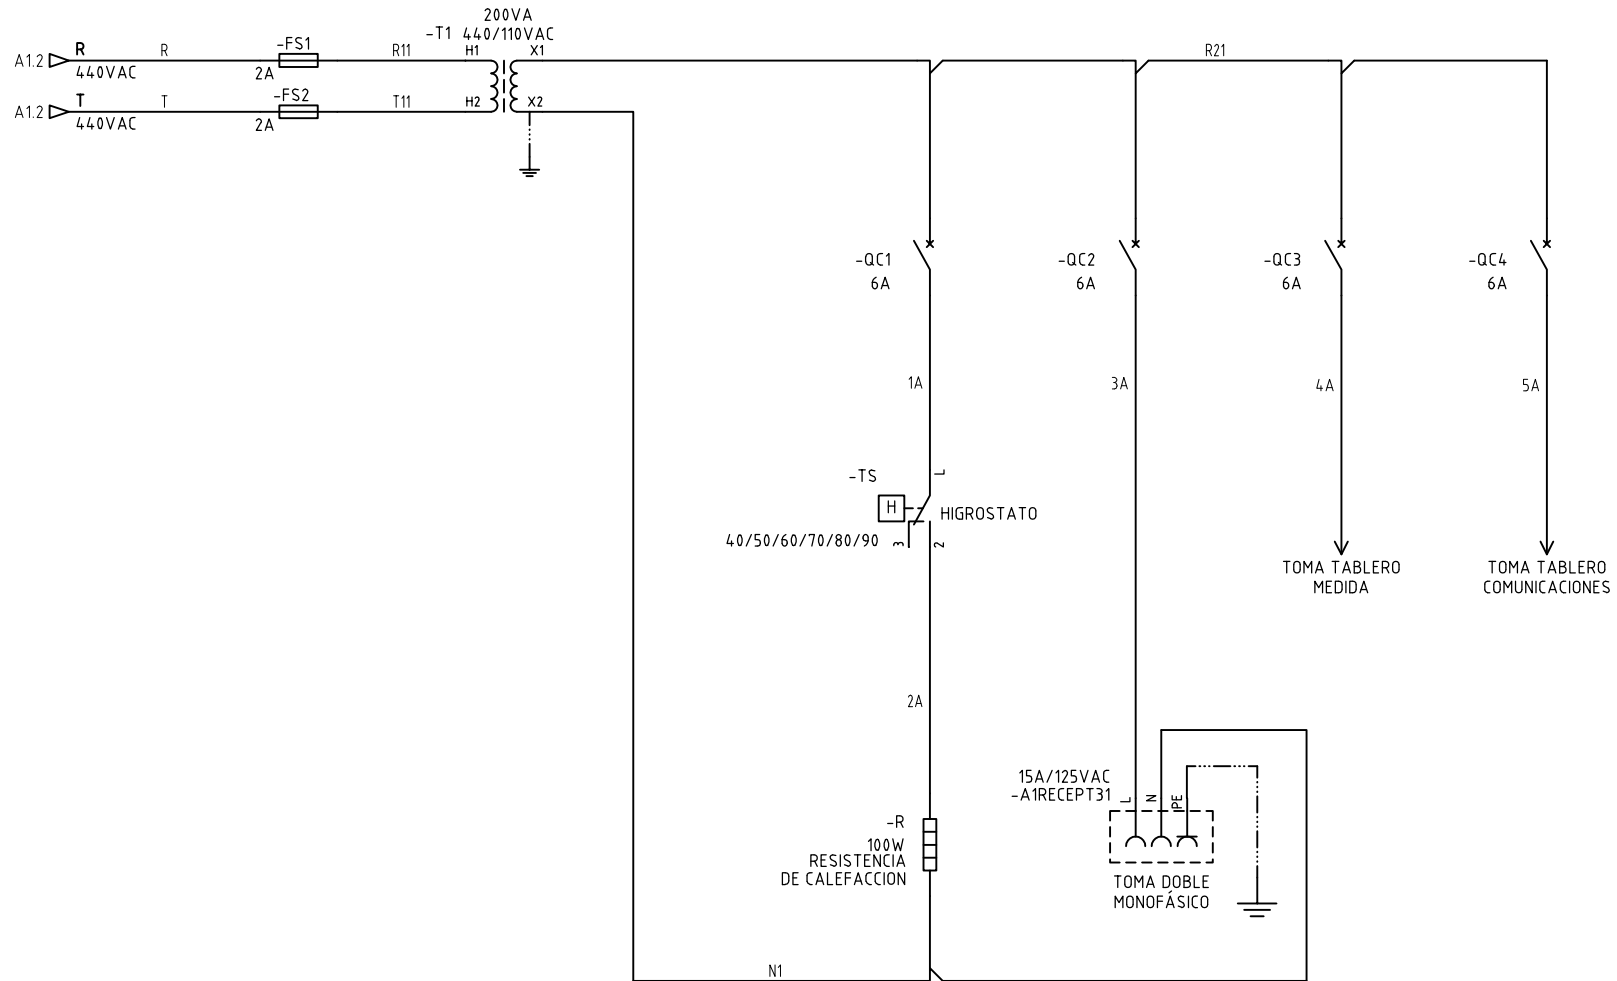 200VA
-T1 440/110VAC
A1.2 R R -FS1 R11 H1 X1 R21
440VAC 2A
A1.2 T T -FS2 T11 H2 X2
440VAC 2A
-QC1 -QC2 -QC3 -QC4
6A 6A 6A 6A
1A 3A 4A 5A
-TS L
H HIGROSTATO
40/50/60/70/80/90 3 2
TOMA TABLERO
MEDIDA
TOMA TABLERO
COMUNICACIONES
2A
15A/125VAC
-A1RECEPT31 L N PE
-R
100W
RESISTENCIA
DE CALEFACCION
TOMA DOBLE
MONOFÁSICO
N1